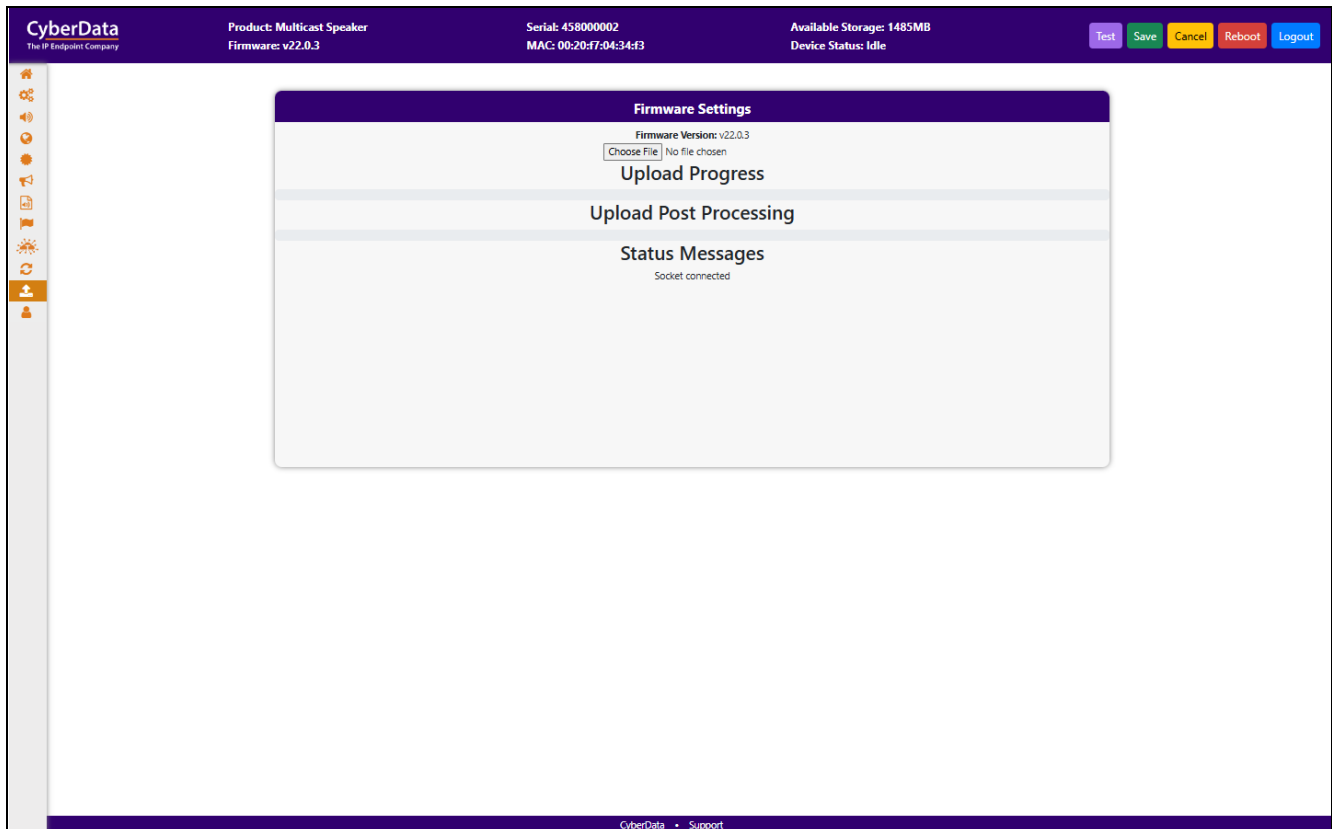 CyberData
The IP Endpoint Company
Product: Multicast Speaker
Firmware: v22.0.3
Serial: 458000002
MAC: 00:20:f7:04:34:f3
Available Storage: 1485MB
Device Status: Idle
Test Save Cancel Reboot Logout
Firmware Settings
Firmware Version: v22.0.3
Choose File No file chosen
Upload Progress
Upload Post Processing
Status Messages
Socket connected
CyberData • Support